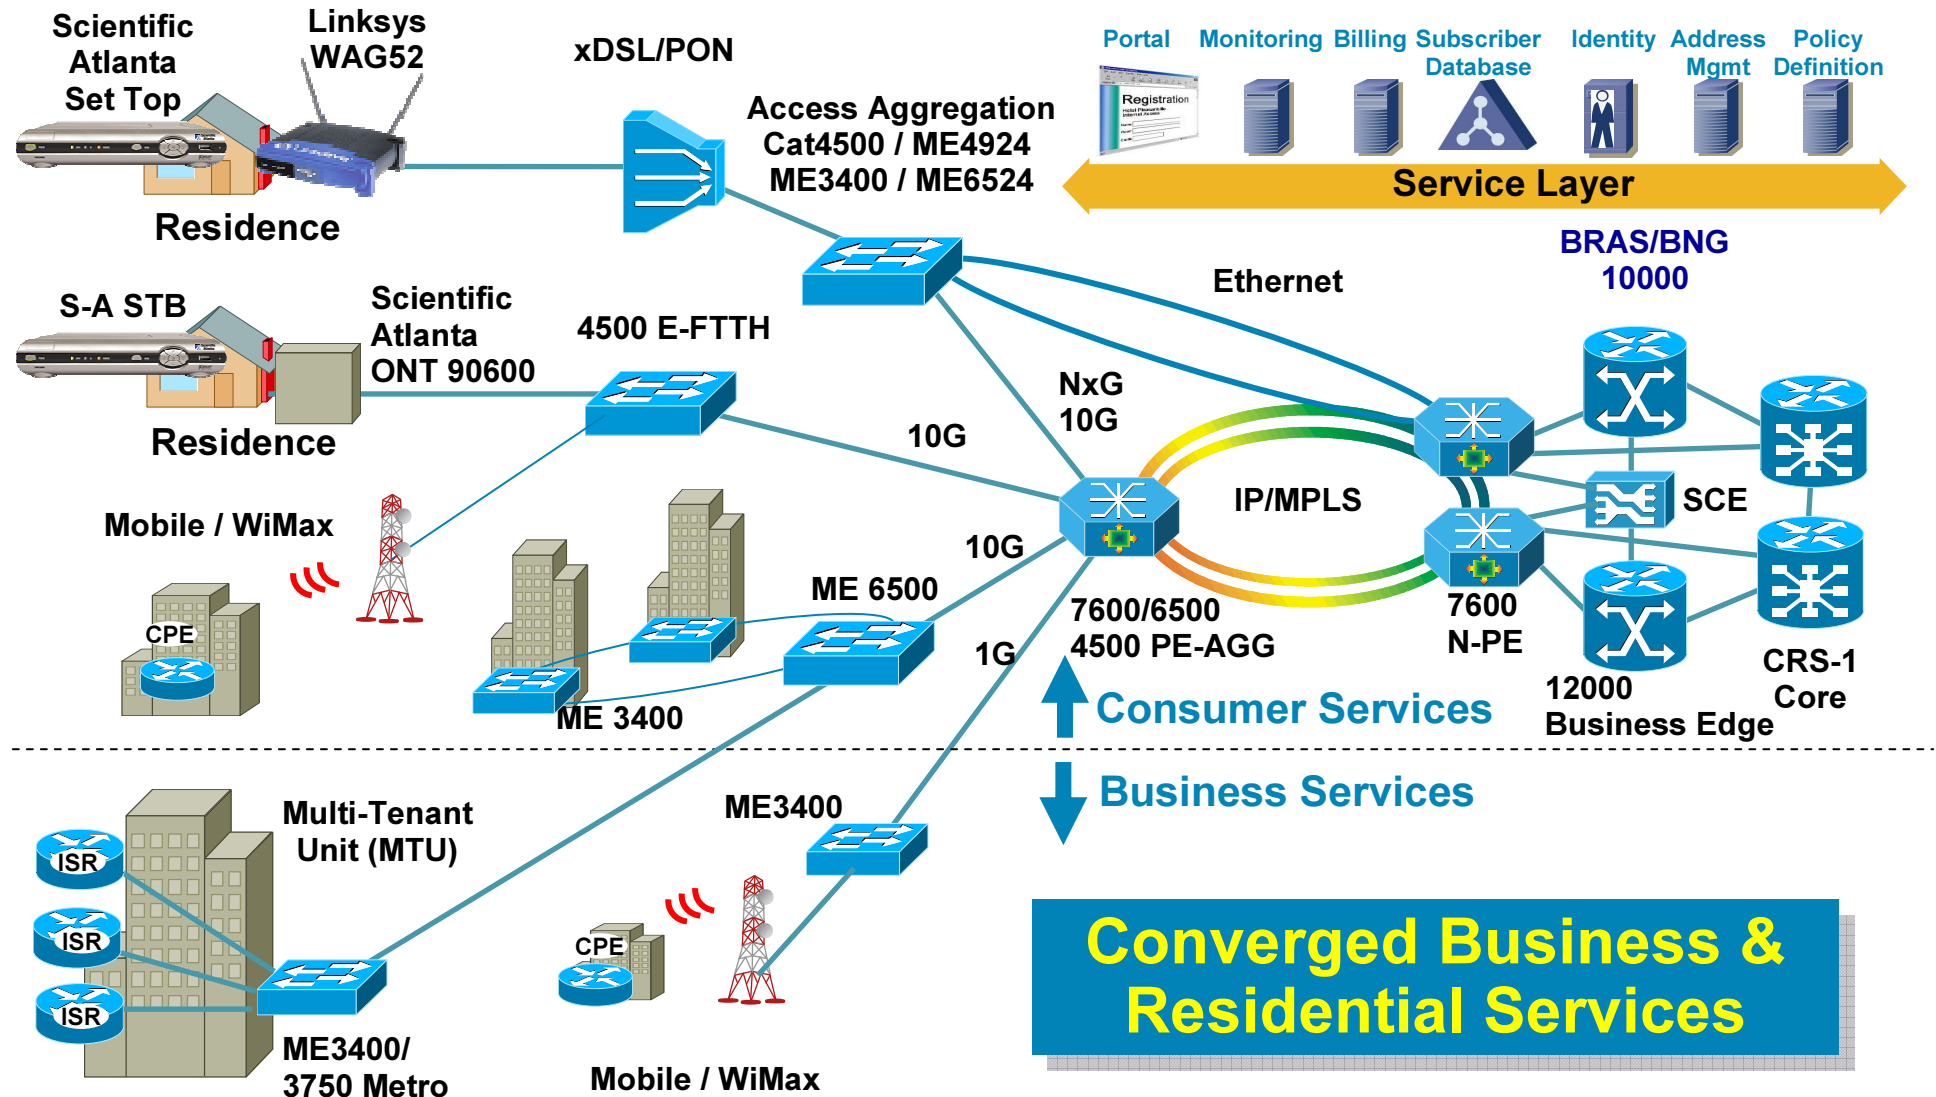 Scientific
Atlanta
Set Top
Linksys
WAG52
xDSL/PON
Access Aggregation
Cat4500 / ME4924
ME3400 / ME6524
Portal
Monitoring
Billing
Subscriber
Database
Identity
Address
Mgmt
Policy
Definition
Registration
Hotel Pleasantville
Internet Access
Service Layer
Residence
BRAS/BNG
10000
Ethernet
S-A STB
Scientific
Atlanta
ONT 90600
4500 E-FTTH
NxG
10G
10G
Residence
IP/MPLS
SCE
Mobile / WiMax
10G
ME 6500
CPE
7600/6500
4500 PE-AGG
7600
N-PE
1G
CRS-1
Core
12000
Business Edge
ME 3400
Consumer Services
Business Services
Multi-Tenant
Unit (MTU)
ME3400
ISR
ISR
ISR
CPE
ME3400/
3750 Metro
Mobile / WiMax
Converged Business &
Residential Services